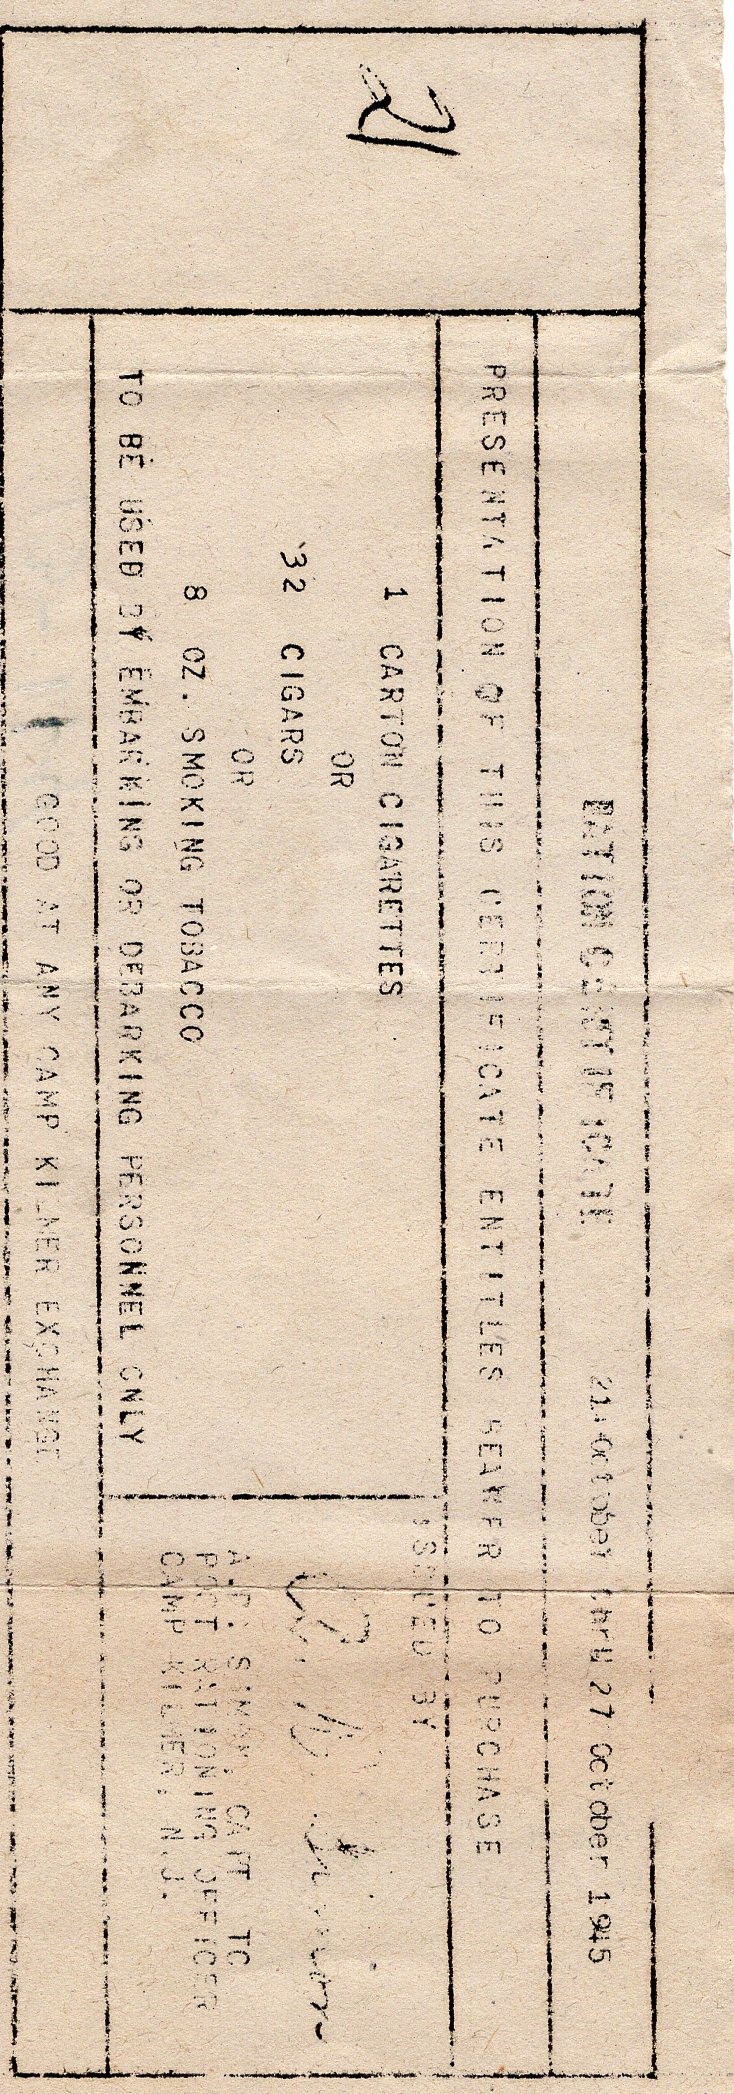 RATION CERTIFICATE 21 October thru 27 October 1945
PRESENTATION OF THIS CERTIFICATE ENTITLES BEARER TO PURCHASE
1 CARTON CIGARETTES
OR
32 CIGARS
OR
8 OZ. SMOKING TOBACCO
TO BE USED BY EMBARKING OR DEBARKING PERSONNEL ONLY
ISSUED BY
SIMON, CAPT TC
POST RATIONING OFFICER
CAMP KILMER, N.J.
GOOD AT ANY CAMP KILMER EXCHANGE